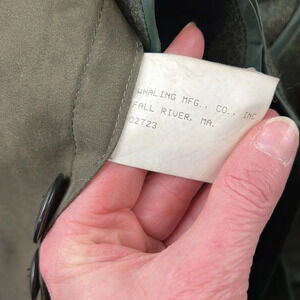 WHALING MFG., CO., INC
FALL RIVER, MA.
02723